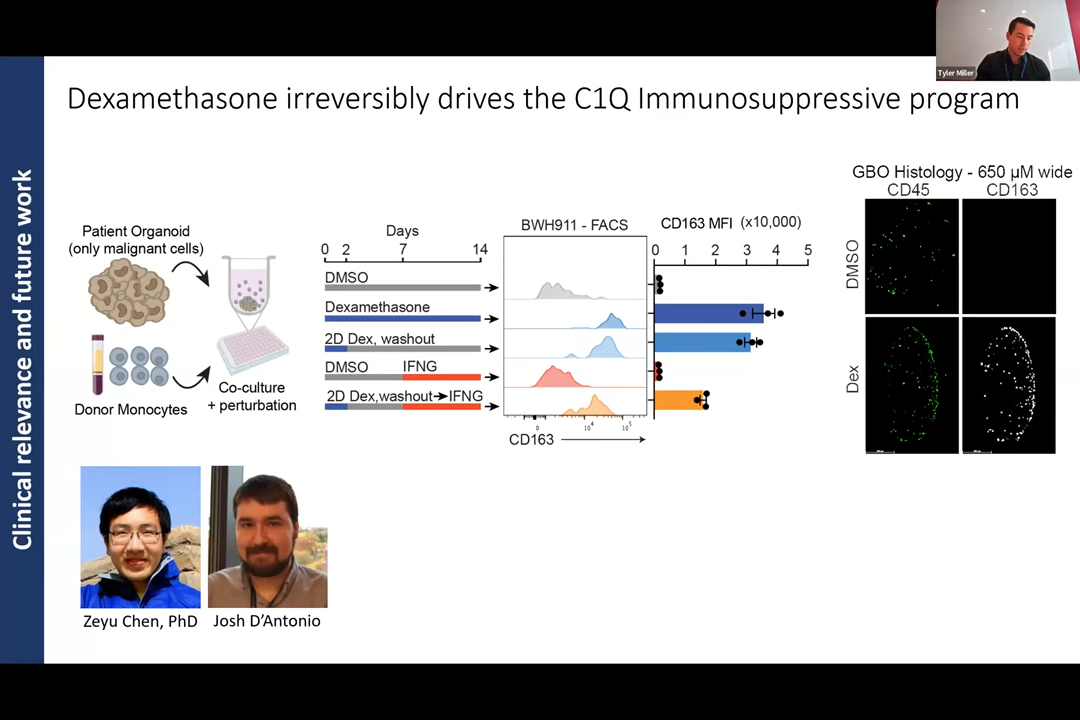 Tyler Miller
Dexamethasone irreversibly drives the C1Q Immunosuppressive program
Clinical relevance and future work
Patient Organoid
(only malignant cells)
Donor Monocytes
Co-culture
+ perturbation
Days
0 2 7 14
DMSO
Dexamethasone
2D Dex, washout
DMSO IFNG
2D Dex,washout→IFNG
BWH911 - FACS
0 10⁴ 10⁵
CD163
CD163 MFI (x10,000)
0 1 2 3 4 5
GBO Histology - 650 µM wide
CD45 CD163
DMSO
Dex
Zeyu Chen, PhD
Josh D’Antonio